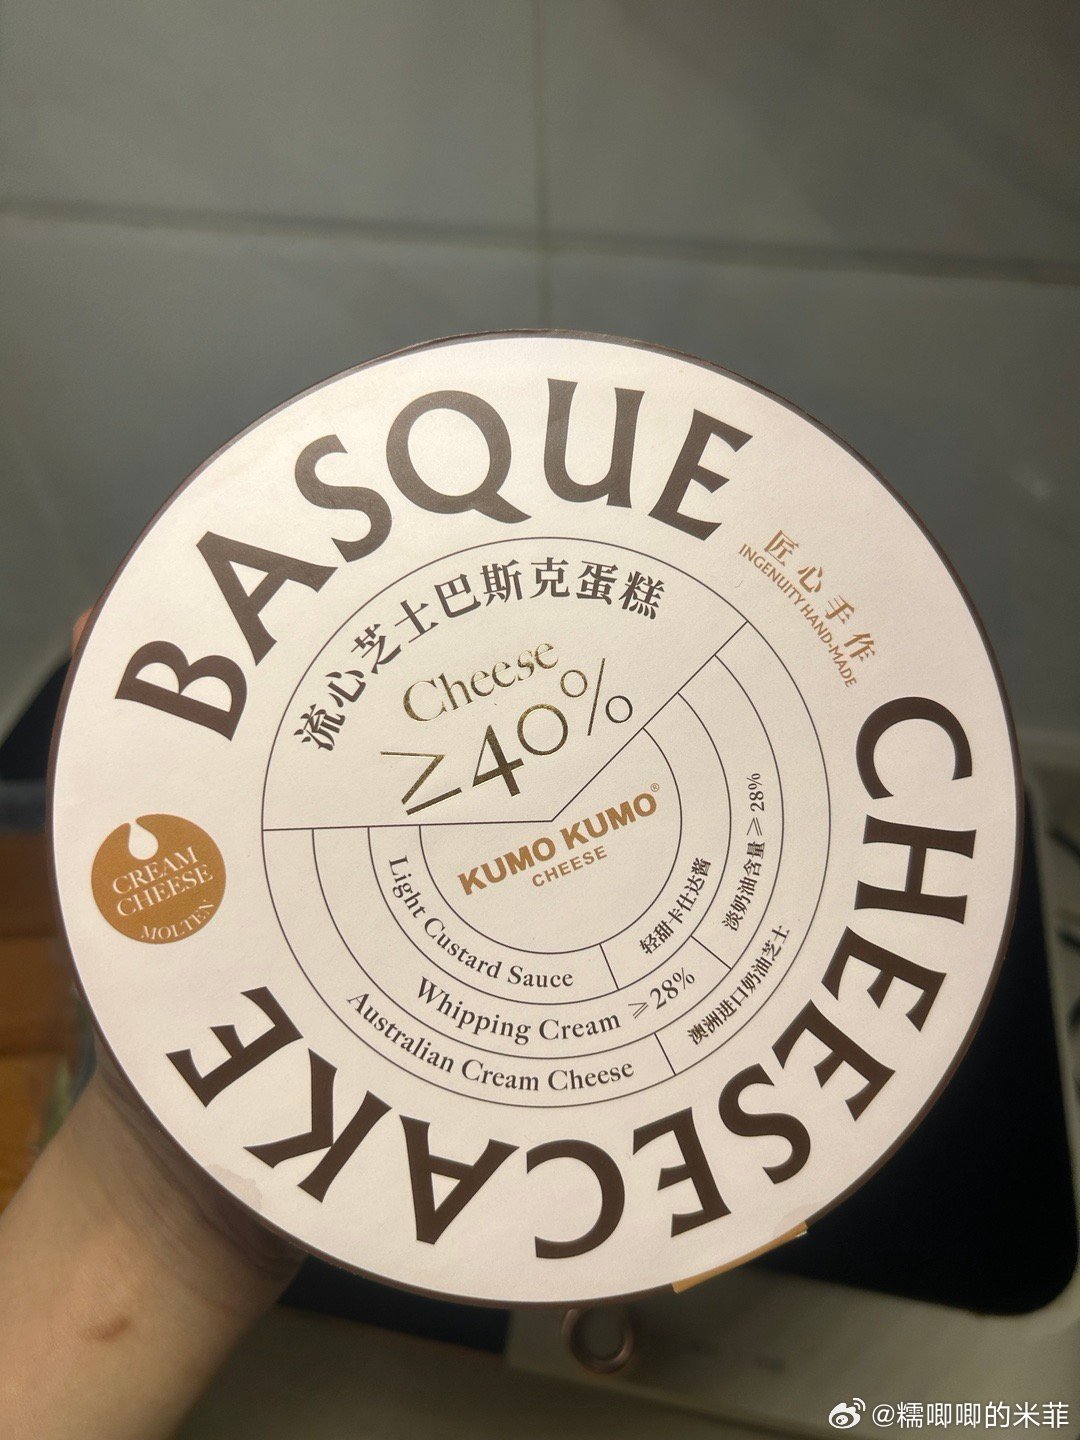 BASQUE
CHEESECAKE
匠心手作
INGENUITY HAND-MADE
流心芝士巴斯克蛋糕
Cheese
≥40%
KUMO KUMO®
CHEESE
CREAM
CHEESE
MOLTEN
Light Custard Sauce
轻甜卡仕达酱
Whipping Cream ≥ 28%
淡奶油含量≥28%
Australian Cream Cheese
澳洲进口奶油芝士
@糯唧唧的米菲